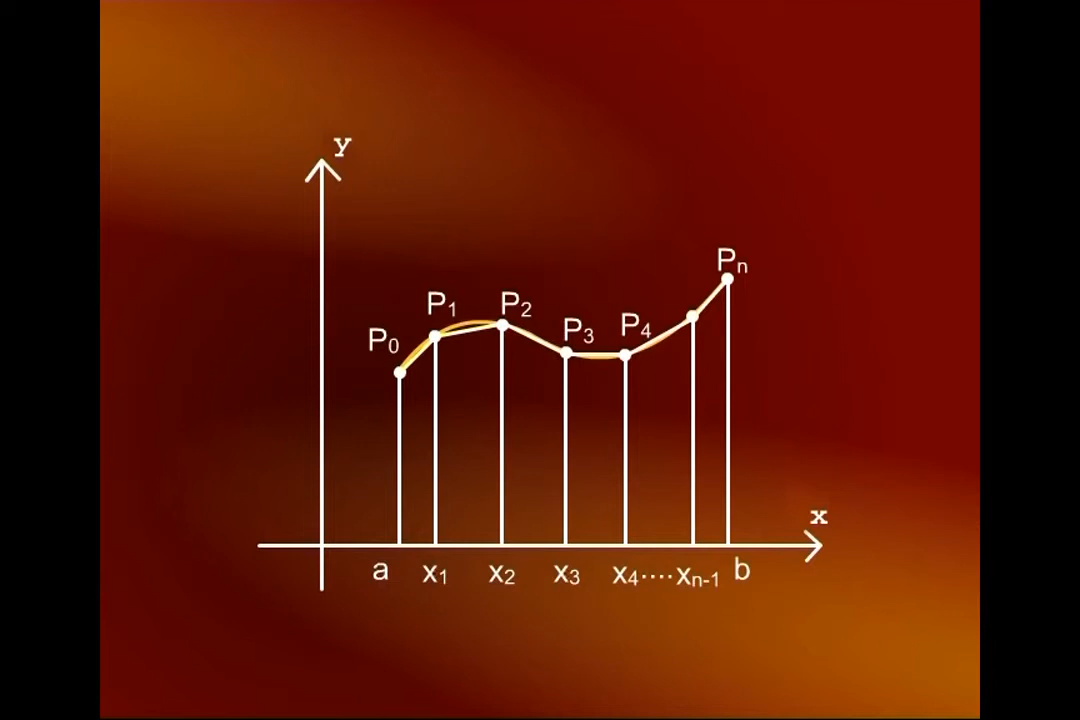 y
Pₙ
P₁ P₂
P₀ P₃ P₄
x
a x₁ x₂ x₃ x₄....xₙ₋₁ b